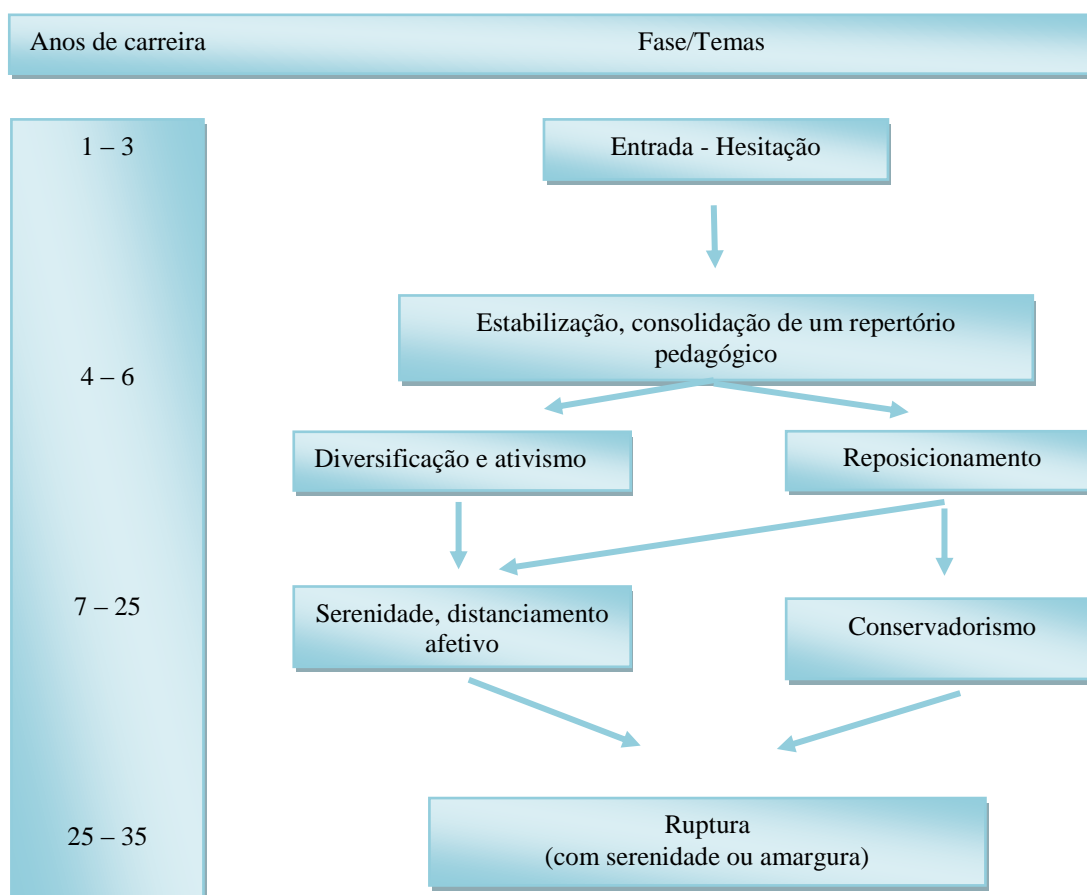 Anos de carreira
Fase/Temas
1 – 3
Entrada - Hesitação
Estabilização, consolidação de um repertório
pedagógico
4 – 6
Diversificação e ativismo
Reposicionamento
7 – 25
Serenidade, distanciamento
afetivo
Conservadorismo
25 – 35
Ruptura
(com serenidade ou amargura)